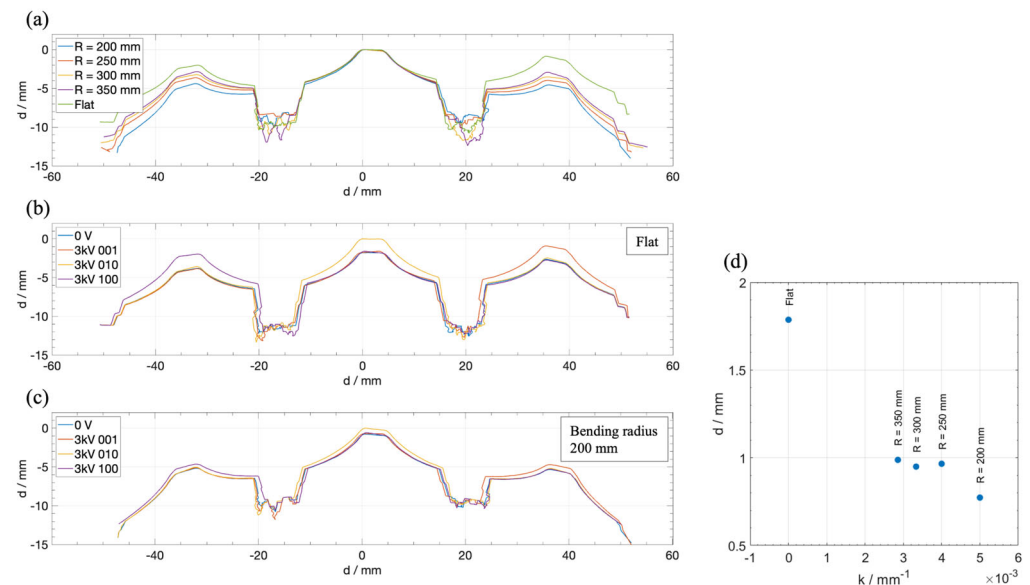 (a)
R = 200 mm
R = 250 mm
R = 300 mm
R = 350 mm
Flat
0
-5
-10
-15
d / mm
-60 -40 -20 0 20 40 60
d / mm
(b)
0 V
3kV 001
3kV 010
3kV 100
Flat
0
-5
-10
-15
d / mm
-60 -40 -20 0 20 40 60
d / mm
(c)
0 V
3kV 001
3kV 010
3kV 100
Bending radius
200 mm
0
-5
-10
-15
d / mm
-60 -40 -20 0 20 40 60
d / mm
(d)
2
1.5
1
0.5
d / mm
Flat
R = 350 mm
R = 300 mm
R = 250 mm
R = 200 mm
-1 0 1 2 3 4 5 6
k / mm⁻¹
×10⁻³